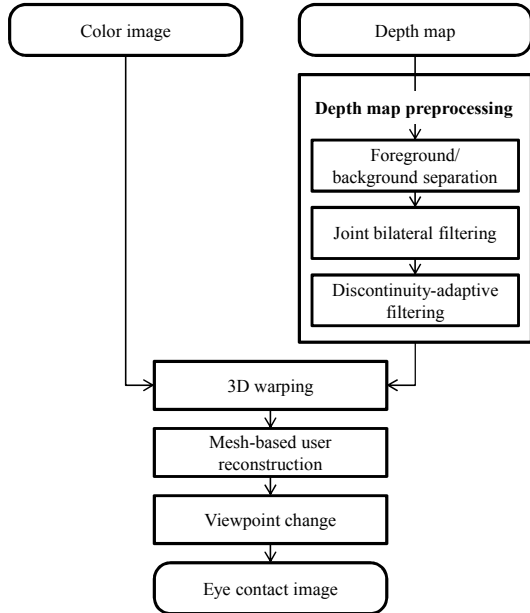 Color image
Depth map
Depth map preprocessing
Foreground/
background separation
Joint bilateral filtering
Discontinuity-adaptive
filtering
3D warping
Mesh-based user
reconstruction
Viewpoint change
Eye contact image